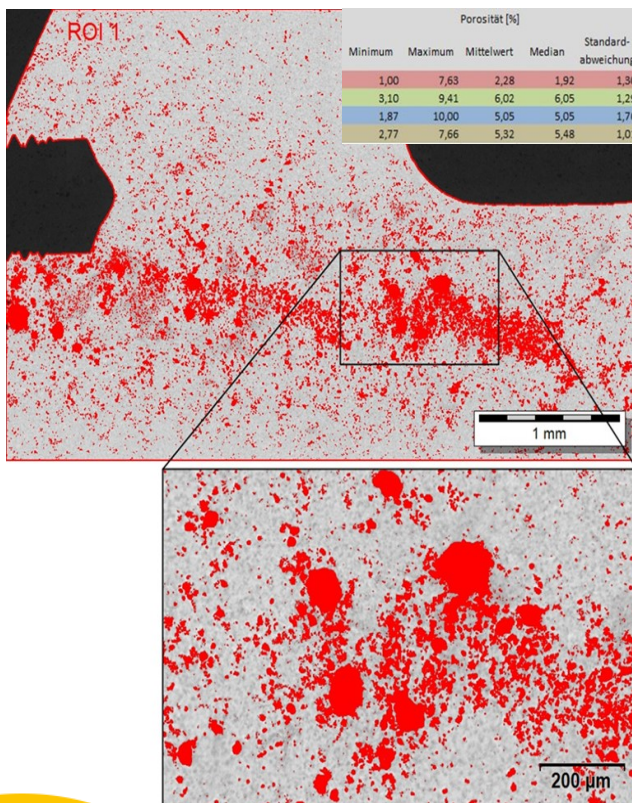 ROI 1
Porosität [%]
Minimum Maximum Mittelwert Median Standard-
abweichung
1,00 7,63 2,28 1,92
3,10 9,41 6,02 6,05
1,87 10,00 5,05 5,05
2,77 7,66 5,32 5,48
1 mm
200 µm